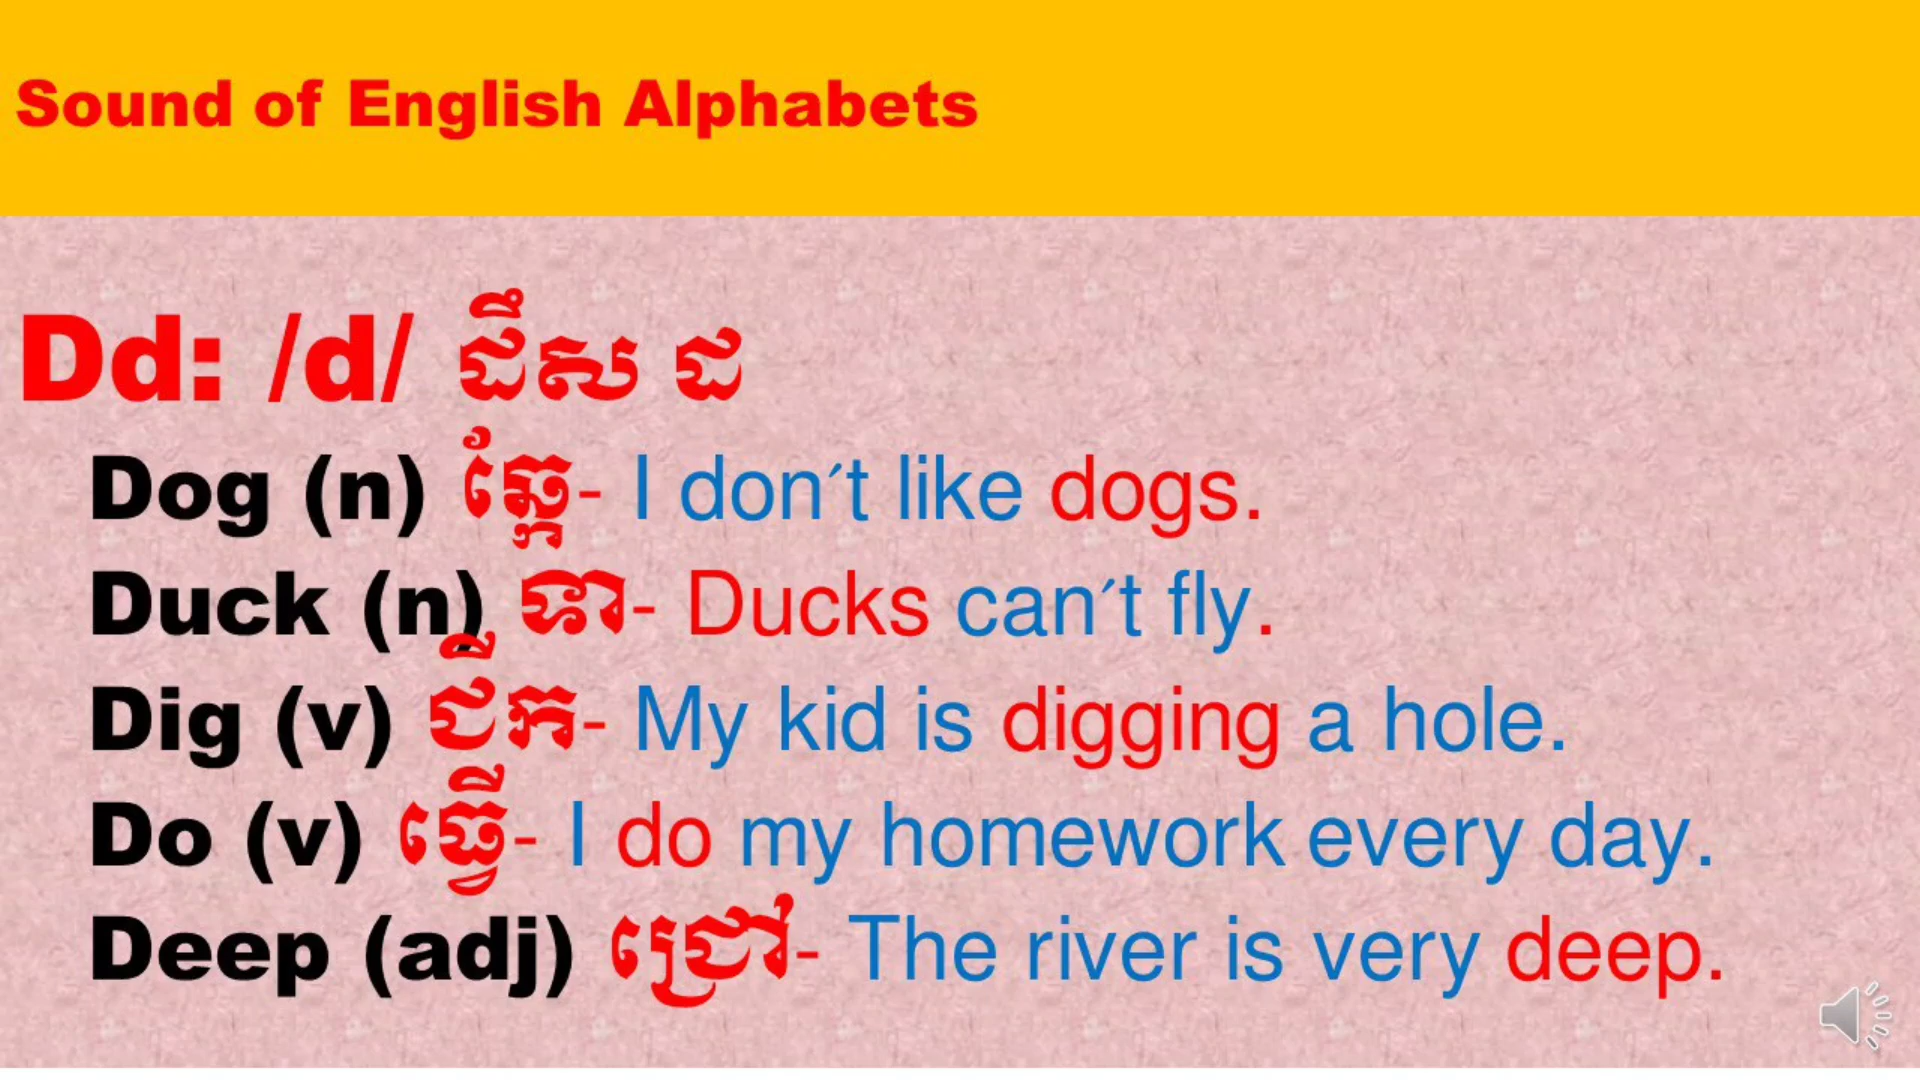 Sound of English Alphabets
Dd: /d/ ដឹស ដ
Dog (n) ឆ្កែ- I don´t like dogs.
Duck (n) ទា- Ducks can´t fly.
Dig (v) ជីក- My kid is digging a hole.
Do (v) ធ្វើ- I do my homework every day.
Deep (adj) ជ្រៅ- The river is very deep.